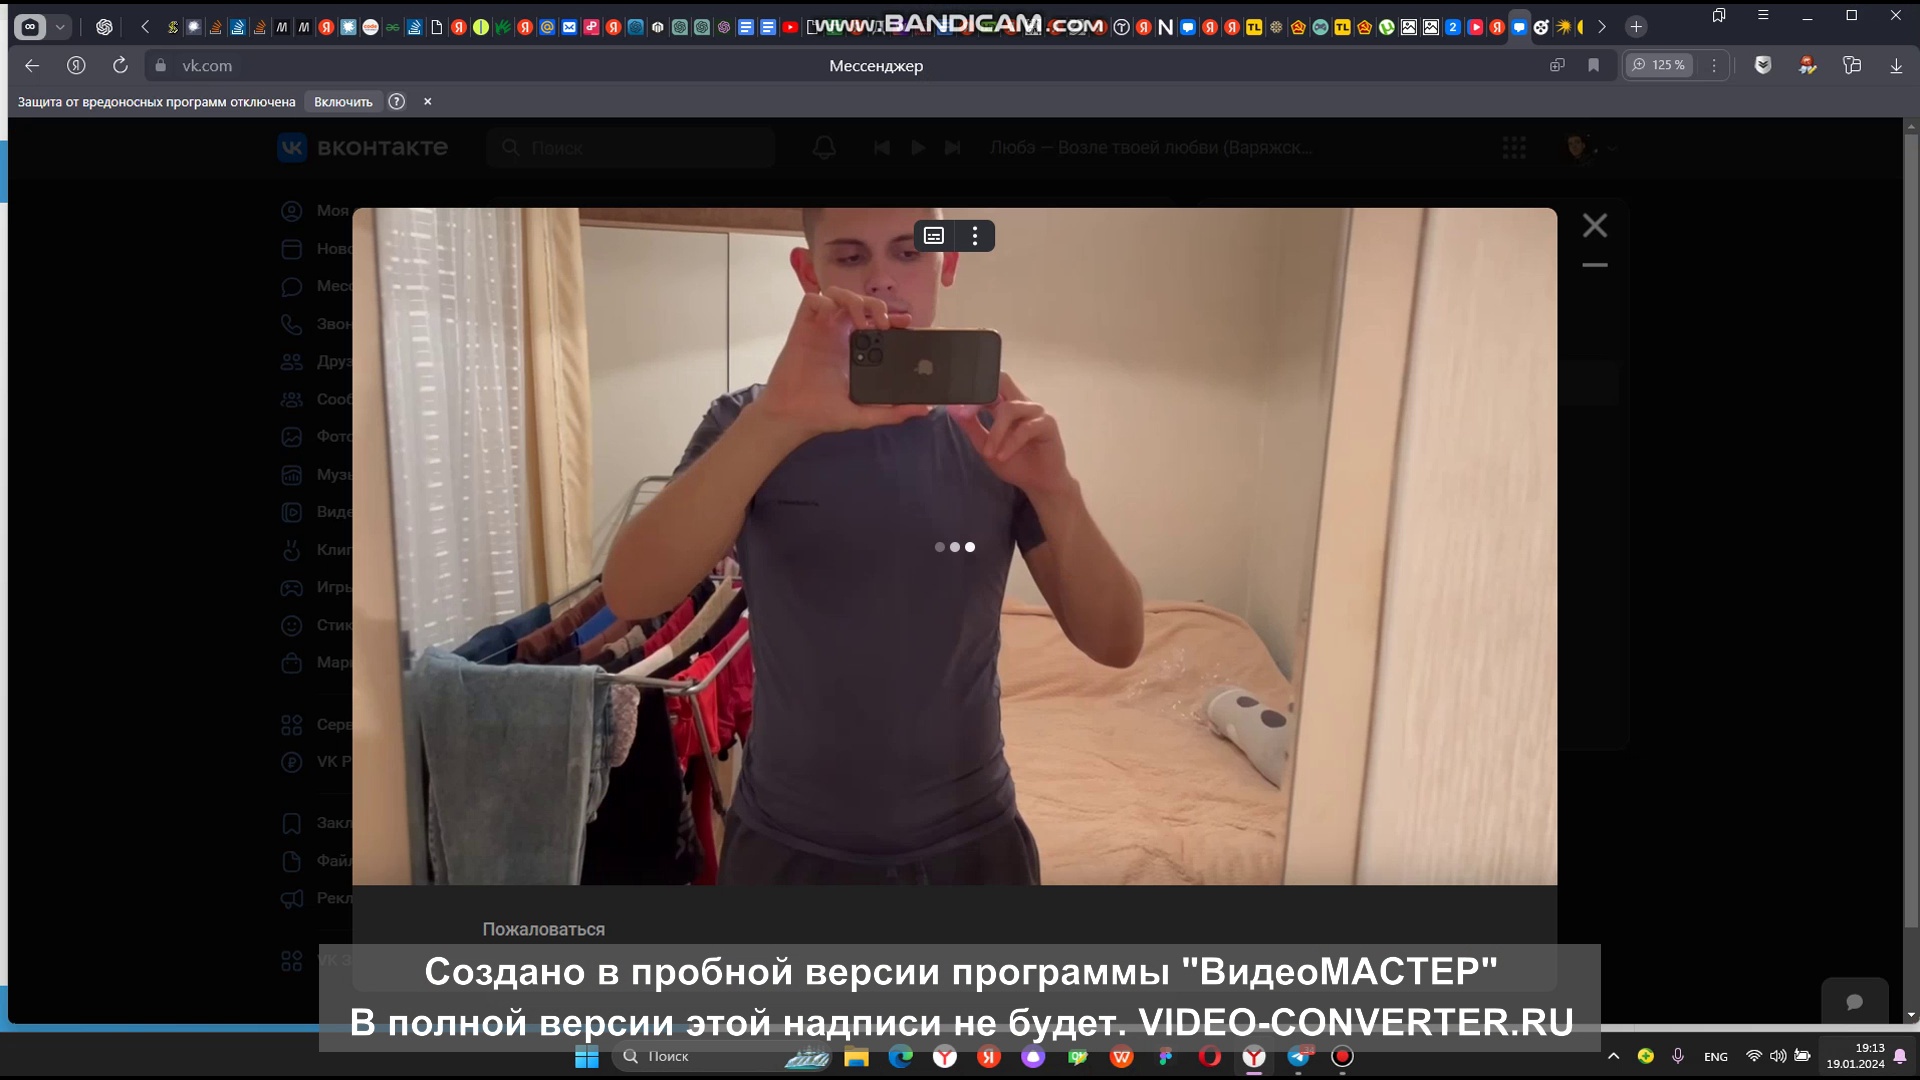 www.BANDICAM.com
vk.com
Мессенджер
125 %
Защита от вредоносных программ отключена
Включить
вконтакте
Поиск
Любэ — Возле твоей любви (Варяжск...
Моя
Ново
Месс
Звон
Друз
Сооб
Фото
Музы
Виде
Клип
Игры
Стик
Марк
Серв
VK P
Закл
Файл
Рекл
VK З
Пожаловаться
Создано в пробной версии программы "ВидеоМАСТЕР"
В полной версии этой надписи не будет. VIDEO-CONVERTER.RU
Поиск
ENG
19:13
19.01.2024